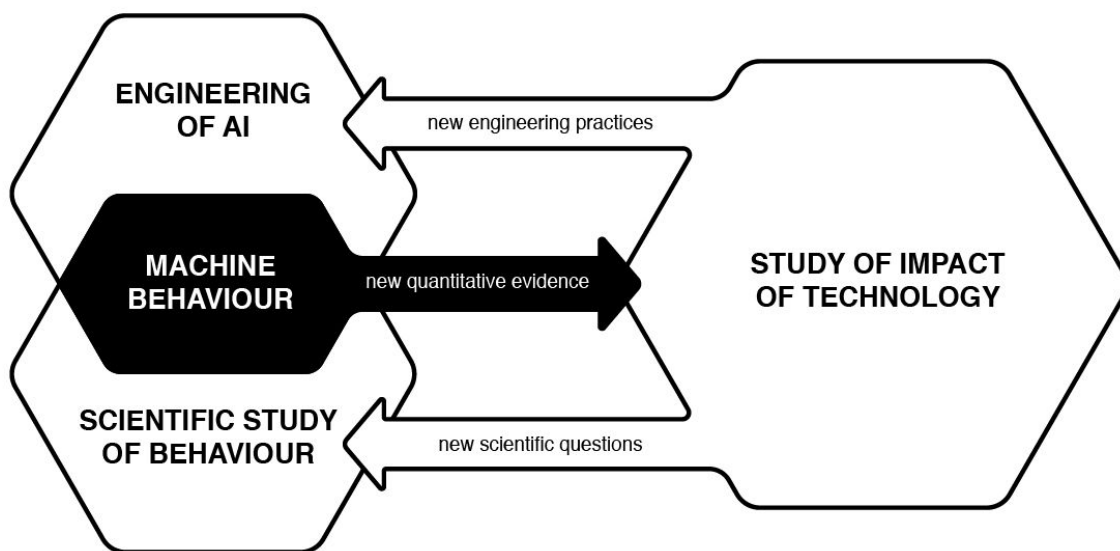 ENGINEERING
OF AI
new engineering practices
MACHINE
BEHAVIOUR
new quantitative evidence
STUDY OF IMPACT
OF TECHNOLOGY
SCIENTIFIC STUDY
OF BEHAVIOUR
new scientific questions